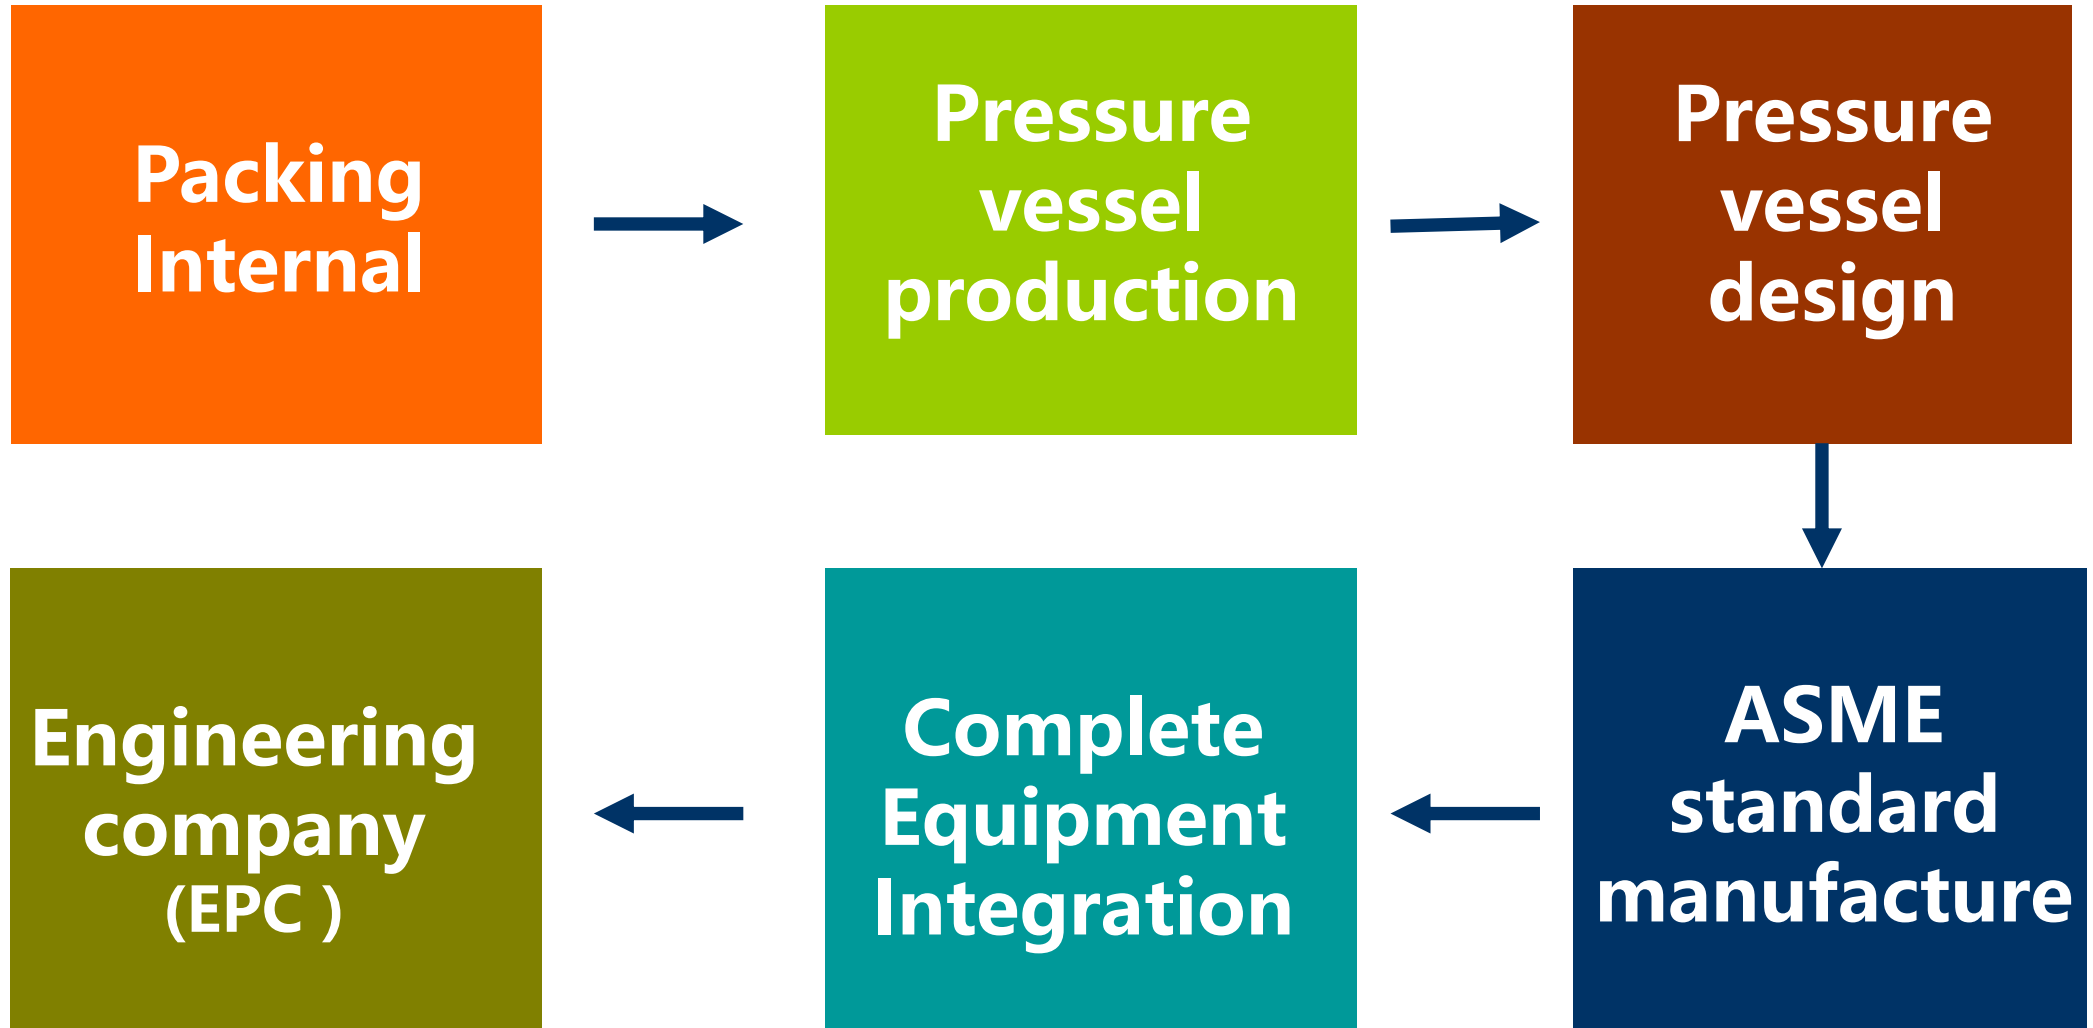 Packing
Internal
Pressure
vessel
production
Pressure
vessel
design
ASME
standard
manufacture
Complete
Equipment
Integration
Engineering
company
(EPC )